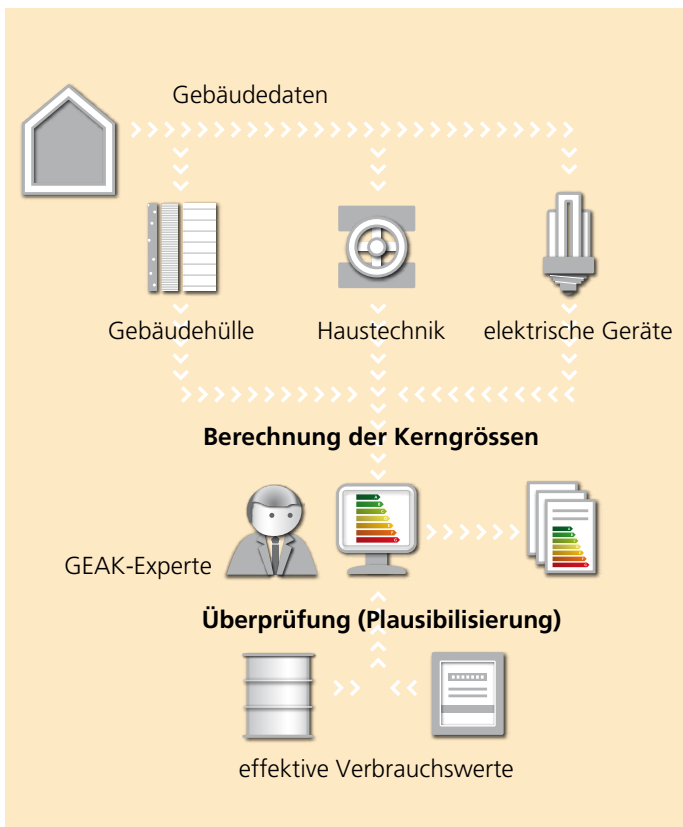 Gebäudedaten
Gebäudehülle
Haustechnik
elektrische Geräte
Berechnung der Kerngrössen
GEAK-Experte
Überprüfung (Plausibilisierung)
effektive Verbrauchswerte